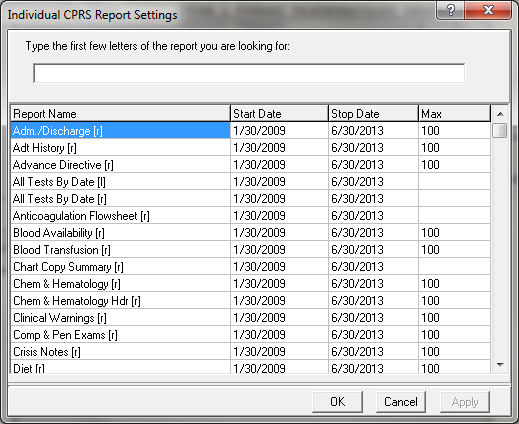 Individual CPRS Report Settings
Type the first few letters of the report you are looking for:
Report Name Start Date Stop Date Max
Adm./Discharge [r] 1/30/2009 6/30/2013 100
Adt History [r] 1/30/2009 6/30/2013 100
Advance Directive [r] 1/30/2009 6/30/2013 100
All Tests By Date [l] 1/30/2009 6/30/2013
All Tests By Date [r] 1/30/2009 6/30/2013
Anticoagulation Flowsheet [r] 1/30/2009 6/30/2013
Blood Availability [r] 1/30/2009 6/30/2013 100
Blood Transfusion [r] 1/30/2009 6/30/2013 100
Chart Copy Summary [r] 1/30/2009 6/30/2013
Chem & Hematology [r] 1/30/2009 6/30/2013 100
Chem & Hematology Hdr [r] 1/30/2009 6/30/2013 100
Clinical Warnings [r] 1/30/2009 6/30/2013 100
Comp & Pen Exams [r] 1/30/2009 6/30/2013 100
Crisis Notes [r] 1/30/2009 6/30/2013 100
Diet [r] 1/30/2009 6/30/2013 100
OK Cancel Apply